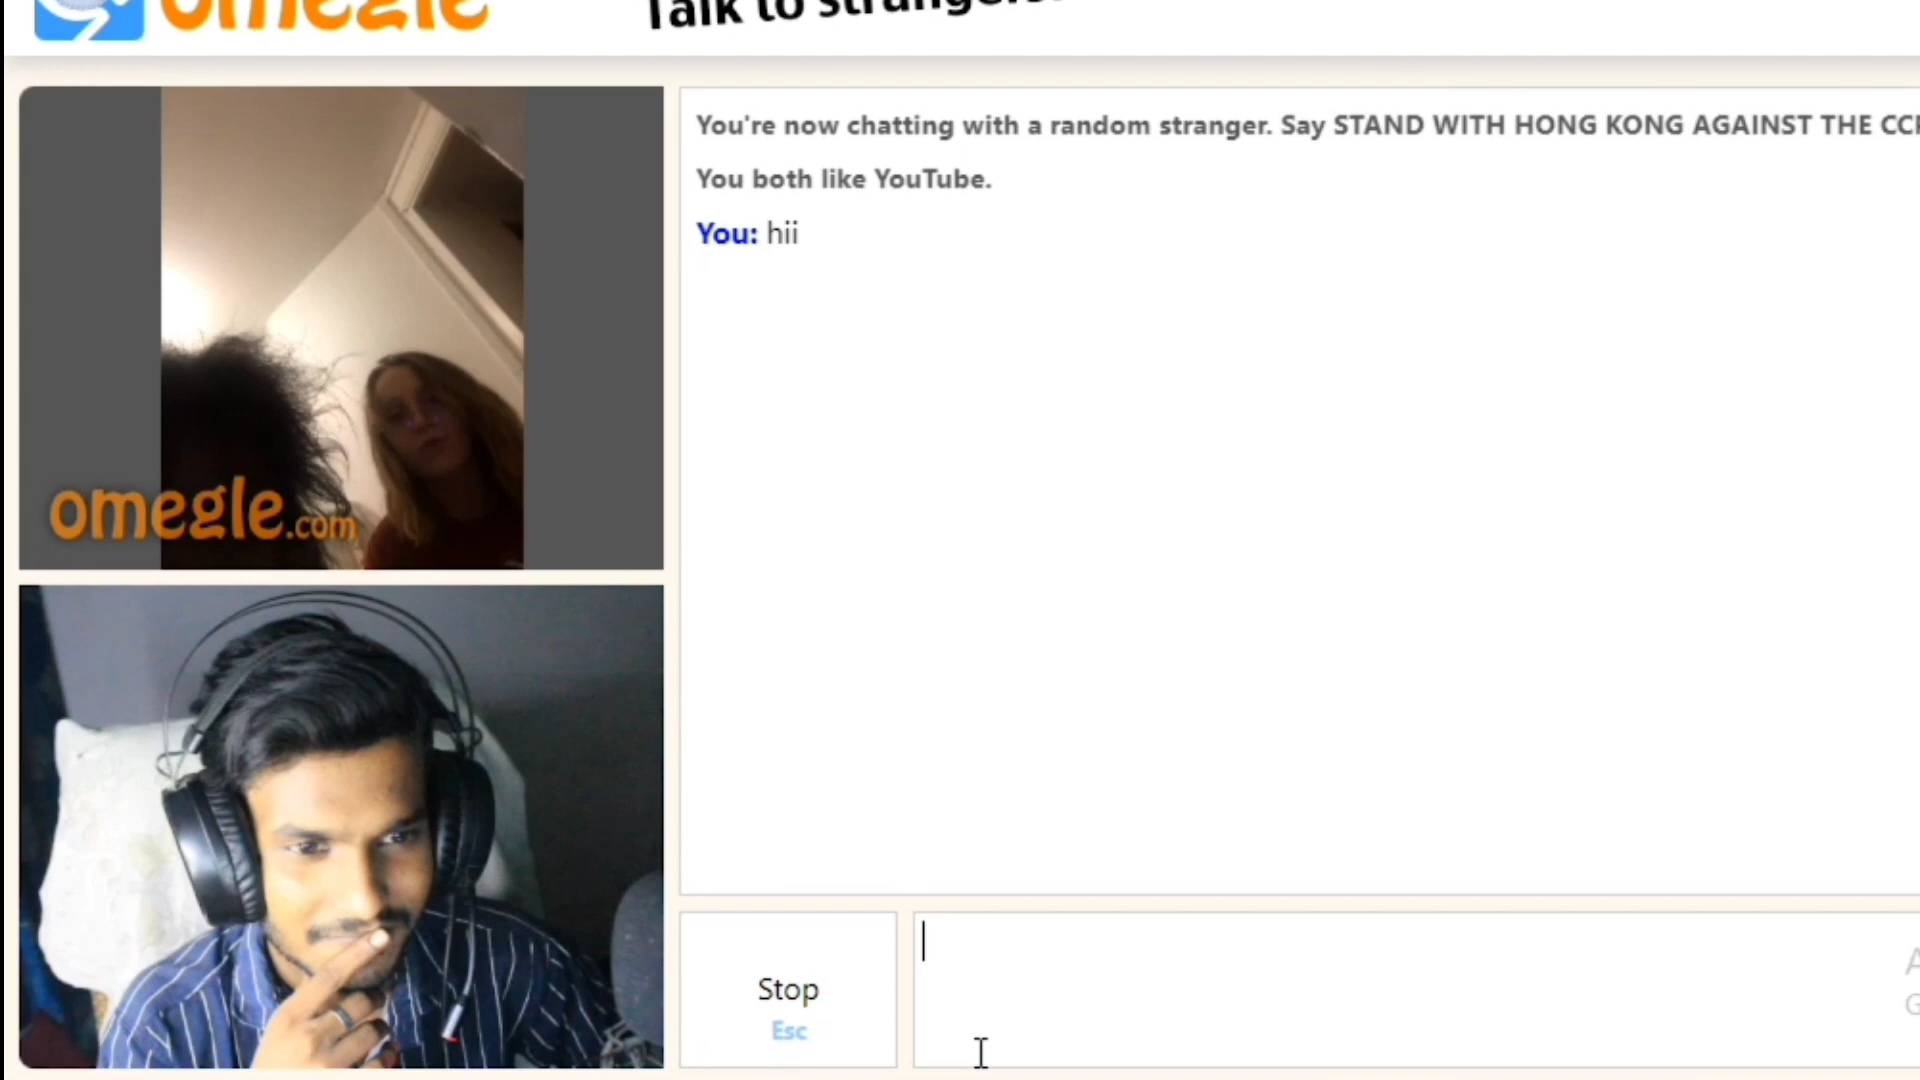 omegle
Talk to strangers!
You're now chatting with a random stranger. Say STAND WITH HONG KONG AGAINST THE CC
You both like YouTube.
You: hii
omegle.com
Stop
Esc
A
G